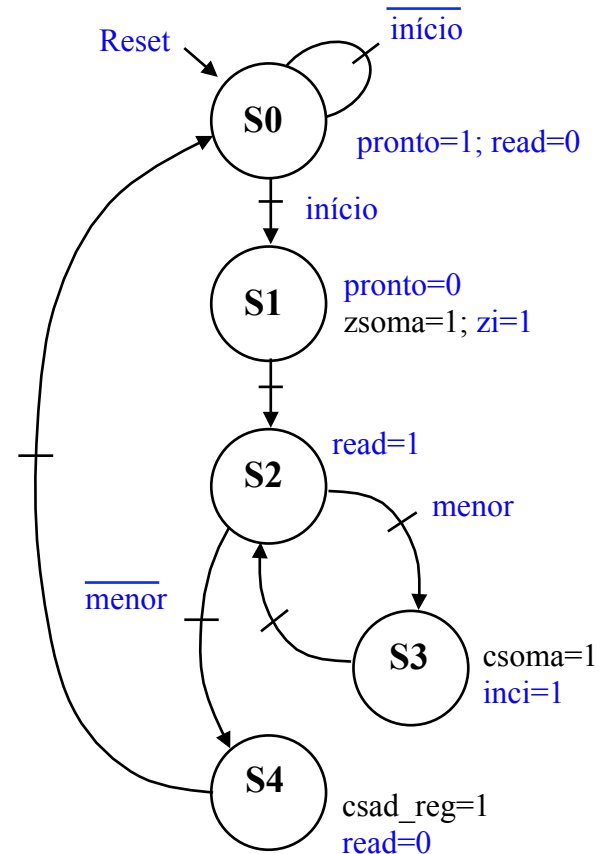 início
Reset
S0
pronto=1; read=0
início
S1
pronto=0
zsoma=1; zi=1
read=1
S2
menor
menor
S3
csoma=1
inci=1
S4
csad_reg=1
read=0